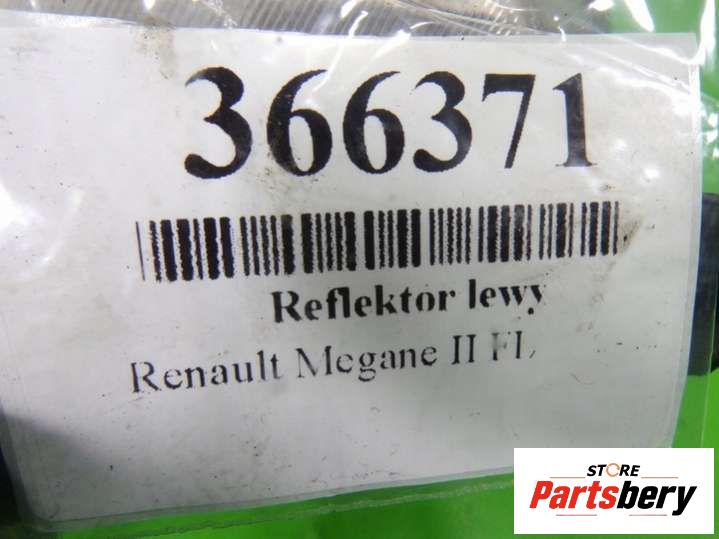 366371
Reflektor lewy
Renault Megane II FL
STORE
Partsbery